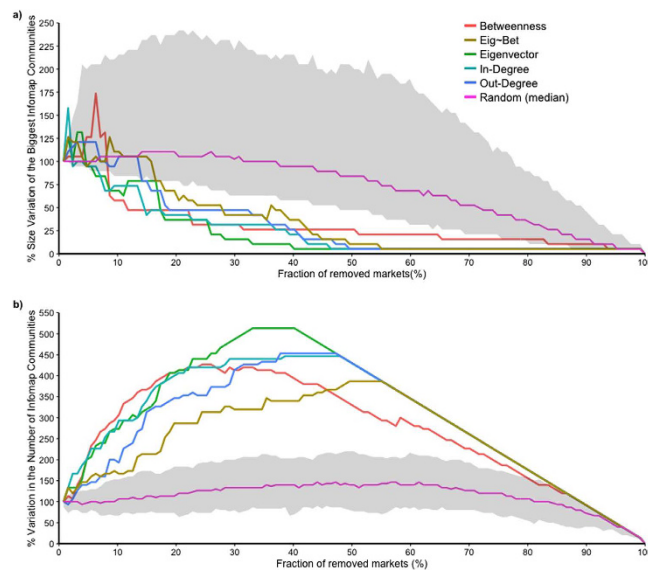 a)
% Size Variation of the Biggest Infomap Communities
250
225
200
175
150
125
100
75
50
25
0
Betweenness
Eig~Bet
Eigenvector
In-Degree
Out-Degree
Random (median)
0 10 20 30 40 50 60 70 80 90 100
Fraction of removed markets(%)
b)
% Variation in the Number of Infomap Communities
550
500
450
400
350
300
250
200
150
100
50
0
0 10 20 30 40 50 60 70 80 90 100
Fraction of removed markets (%)